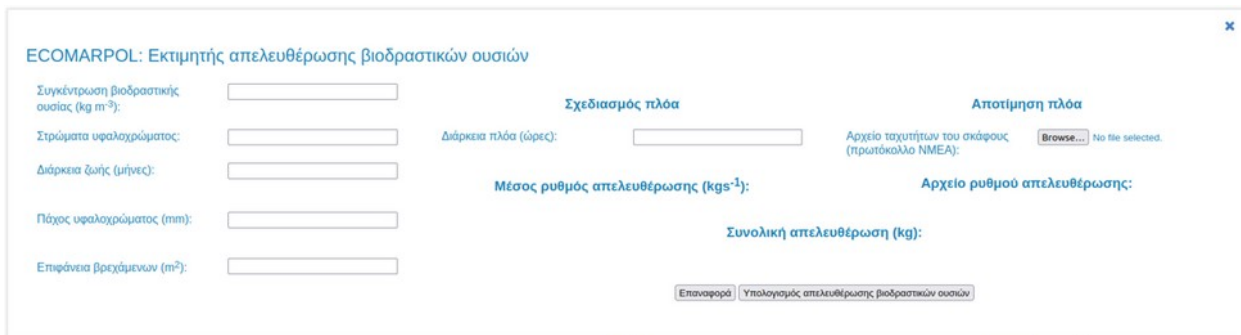 ECOMARPOL: Εκτιμητής απελευθέρωσης βιοδραστικών ουσιών
Συγκέντρωση βιοδραστικής
ουσίας (kg m-3):
Σχεδιασμός πλόα
Αποτίμηση πλόα
Στρώματα υφαλοχρώματος:
Διάρκεια πλόα (ώρες):
Αρχείο ταχυτήτων του σκάφους
(πρωτόκολλο NMEA):
Browse... No file selected.
Διάρκεια ζωής (μήνες):
Μέσος ρυθμός απελευθέρωσης (kgs-1):
Αρχείο ρυθμού απελευθέρωσης:
Πάχος υφαλοχρώματος (mm):
Συνολική απελευθέρωση (kg):
Επιφάνεια βρεχάμενων (m2):
Επαναφορά Υπολογισμός απελευθέρωσης βιοδραστικών ουσιών